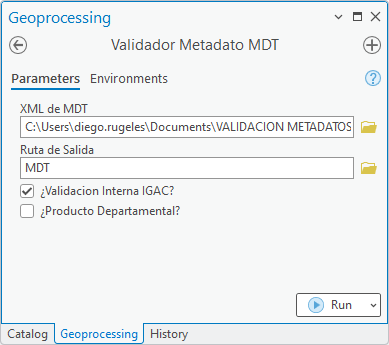 Geoprocessing
Validador Metadato MDT
Parameters Environments
XML de MDT
C:\Users\diego.rugeles\Documents\VALIDACION METADATOS
Ruta de Salida
MDT
¿Validacion Interna IGAC?
¿Producto Departamental?
Run
Catalog Geoprocessing History